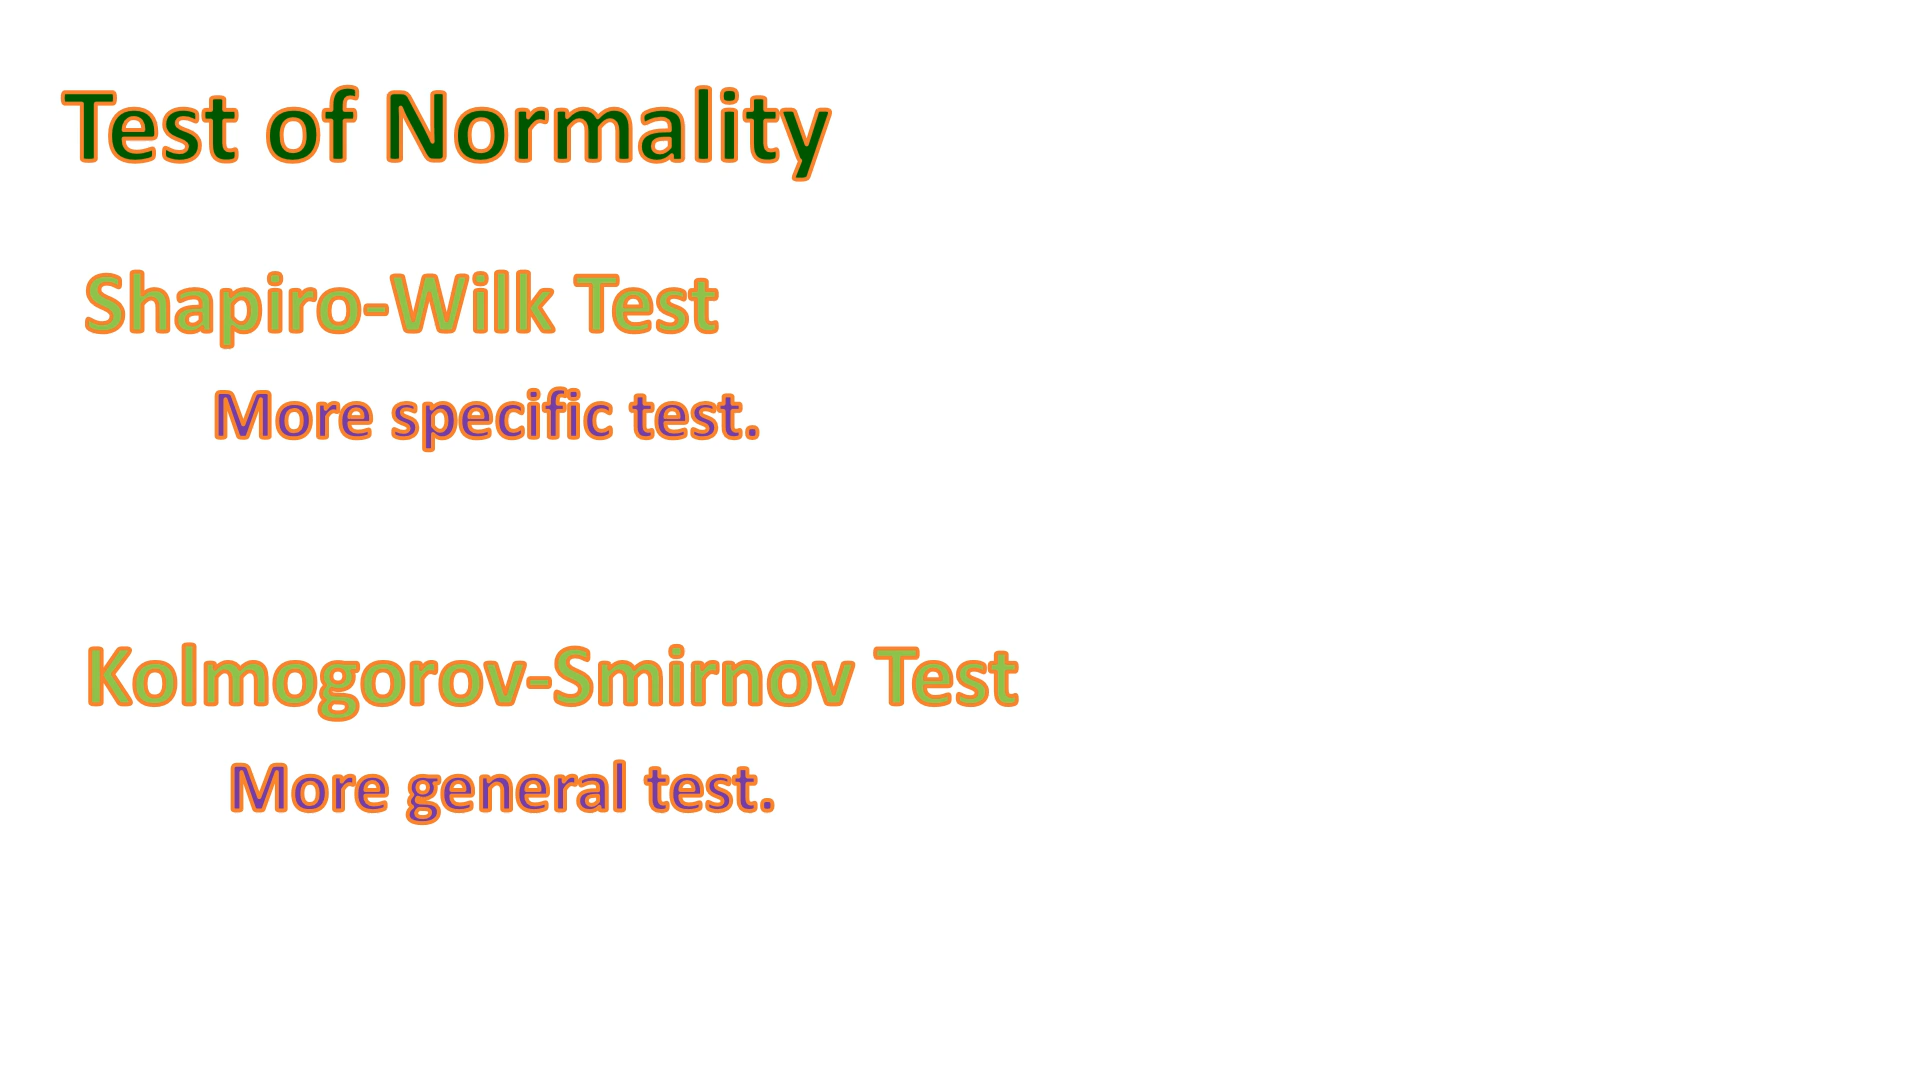 Test of Normality
Shapiro-Wilk Test
More specific test.
Kolmogorov-Smirnov Test
More general test.